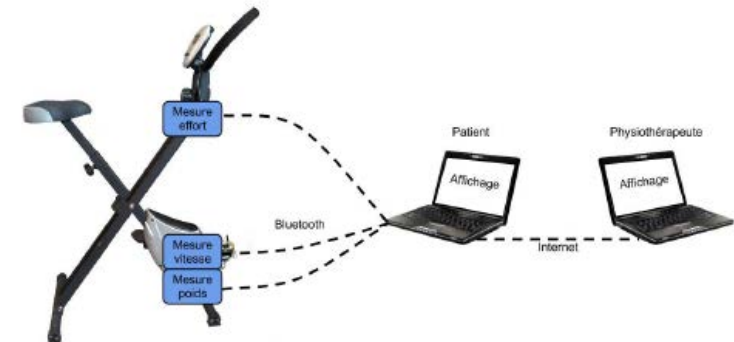 Mesure
effort
Patient
Physiothérapeute
Affichage
Affichage
Bluetooth
Mesure
vitesse
Internet
Mesure
poids